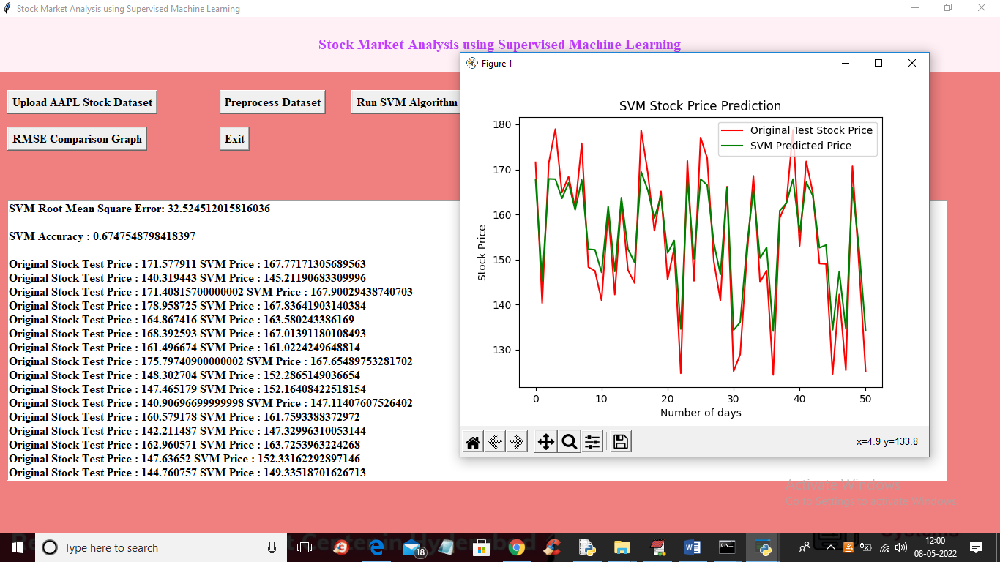 Stock Market Analysis using Supervised Machine Learning
Stock Market Analysis using Supervised Machine Learning
Upload AAPL Stock Dataset
Preprocess Dataset
Run SVM Algorithm
RMSE Comparison Graph
Exit
SVM Root Mean Square Error: 32.524512015816036
SVM Accuracy : 0.6747548798418397
Original Stock Test Price : 171.577911 SVM Price : 167.77171305689563
Original Stock Test Price : 140.319443 SVM Price : 145.21190683309996
Original Stock Test Price : 171.40815700000002 SVM Price : 167.90029438740703
Original Stock Test Price : 178.958725 SVM Price : 167.83641903140384
Original Stock Test Price : 164.867416 SVM Price : 163.580243386169
Original Stock Test Price : 168.392593 SVM Price : 167.01391180108493
Original Stock Test Price : 161.496674 SVM Price : 161.0224249648814
Original Stock Test Price : 175.79740900000002 SVM Price : 167.65489753281702
Original Stock Test Price : 148.302704 SVM Price : 152.2865149036654
Original Stock Test Price : 147.465179 SVM Price : 152.16408422518154
Original Stock Test Price : 140.90696699999998 SVM Price : 147.11407607526402
Original Stock Test Price : 160.579178 SVM Price : 161.7593388372972
Original Stock Test Price : 142.211487 SVM Price : 147.32996310053144
Original Stock Test Price : 162.960571 SVM Price : 163.7253963224268
Original Stock Test Price : 147.63652 SVM Price : 152.33162292897146
Original Stock Test Price : 144.760757 SVM Price : 149.33518701626713
Figure 1
SVM Stock Price Prediction
Original Test Stock Price
SVM Predicted Price
Stock Price
180
170
160
150
140
130
0 10 20 30 40 50
Number of days
x=4.9 y=133.8
Activate Windows
Go to Settings to activate Windows.
Type here to search
18
12:00
08-05-2022